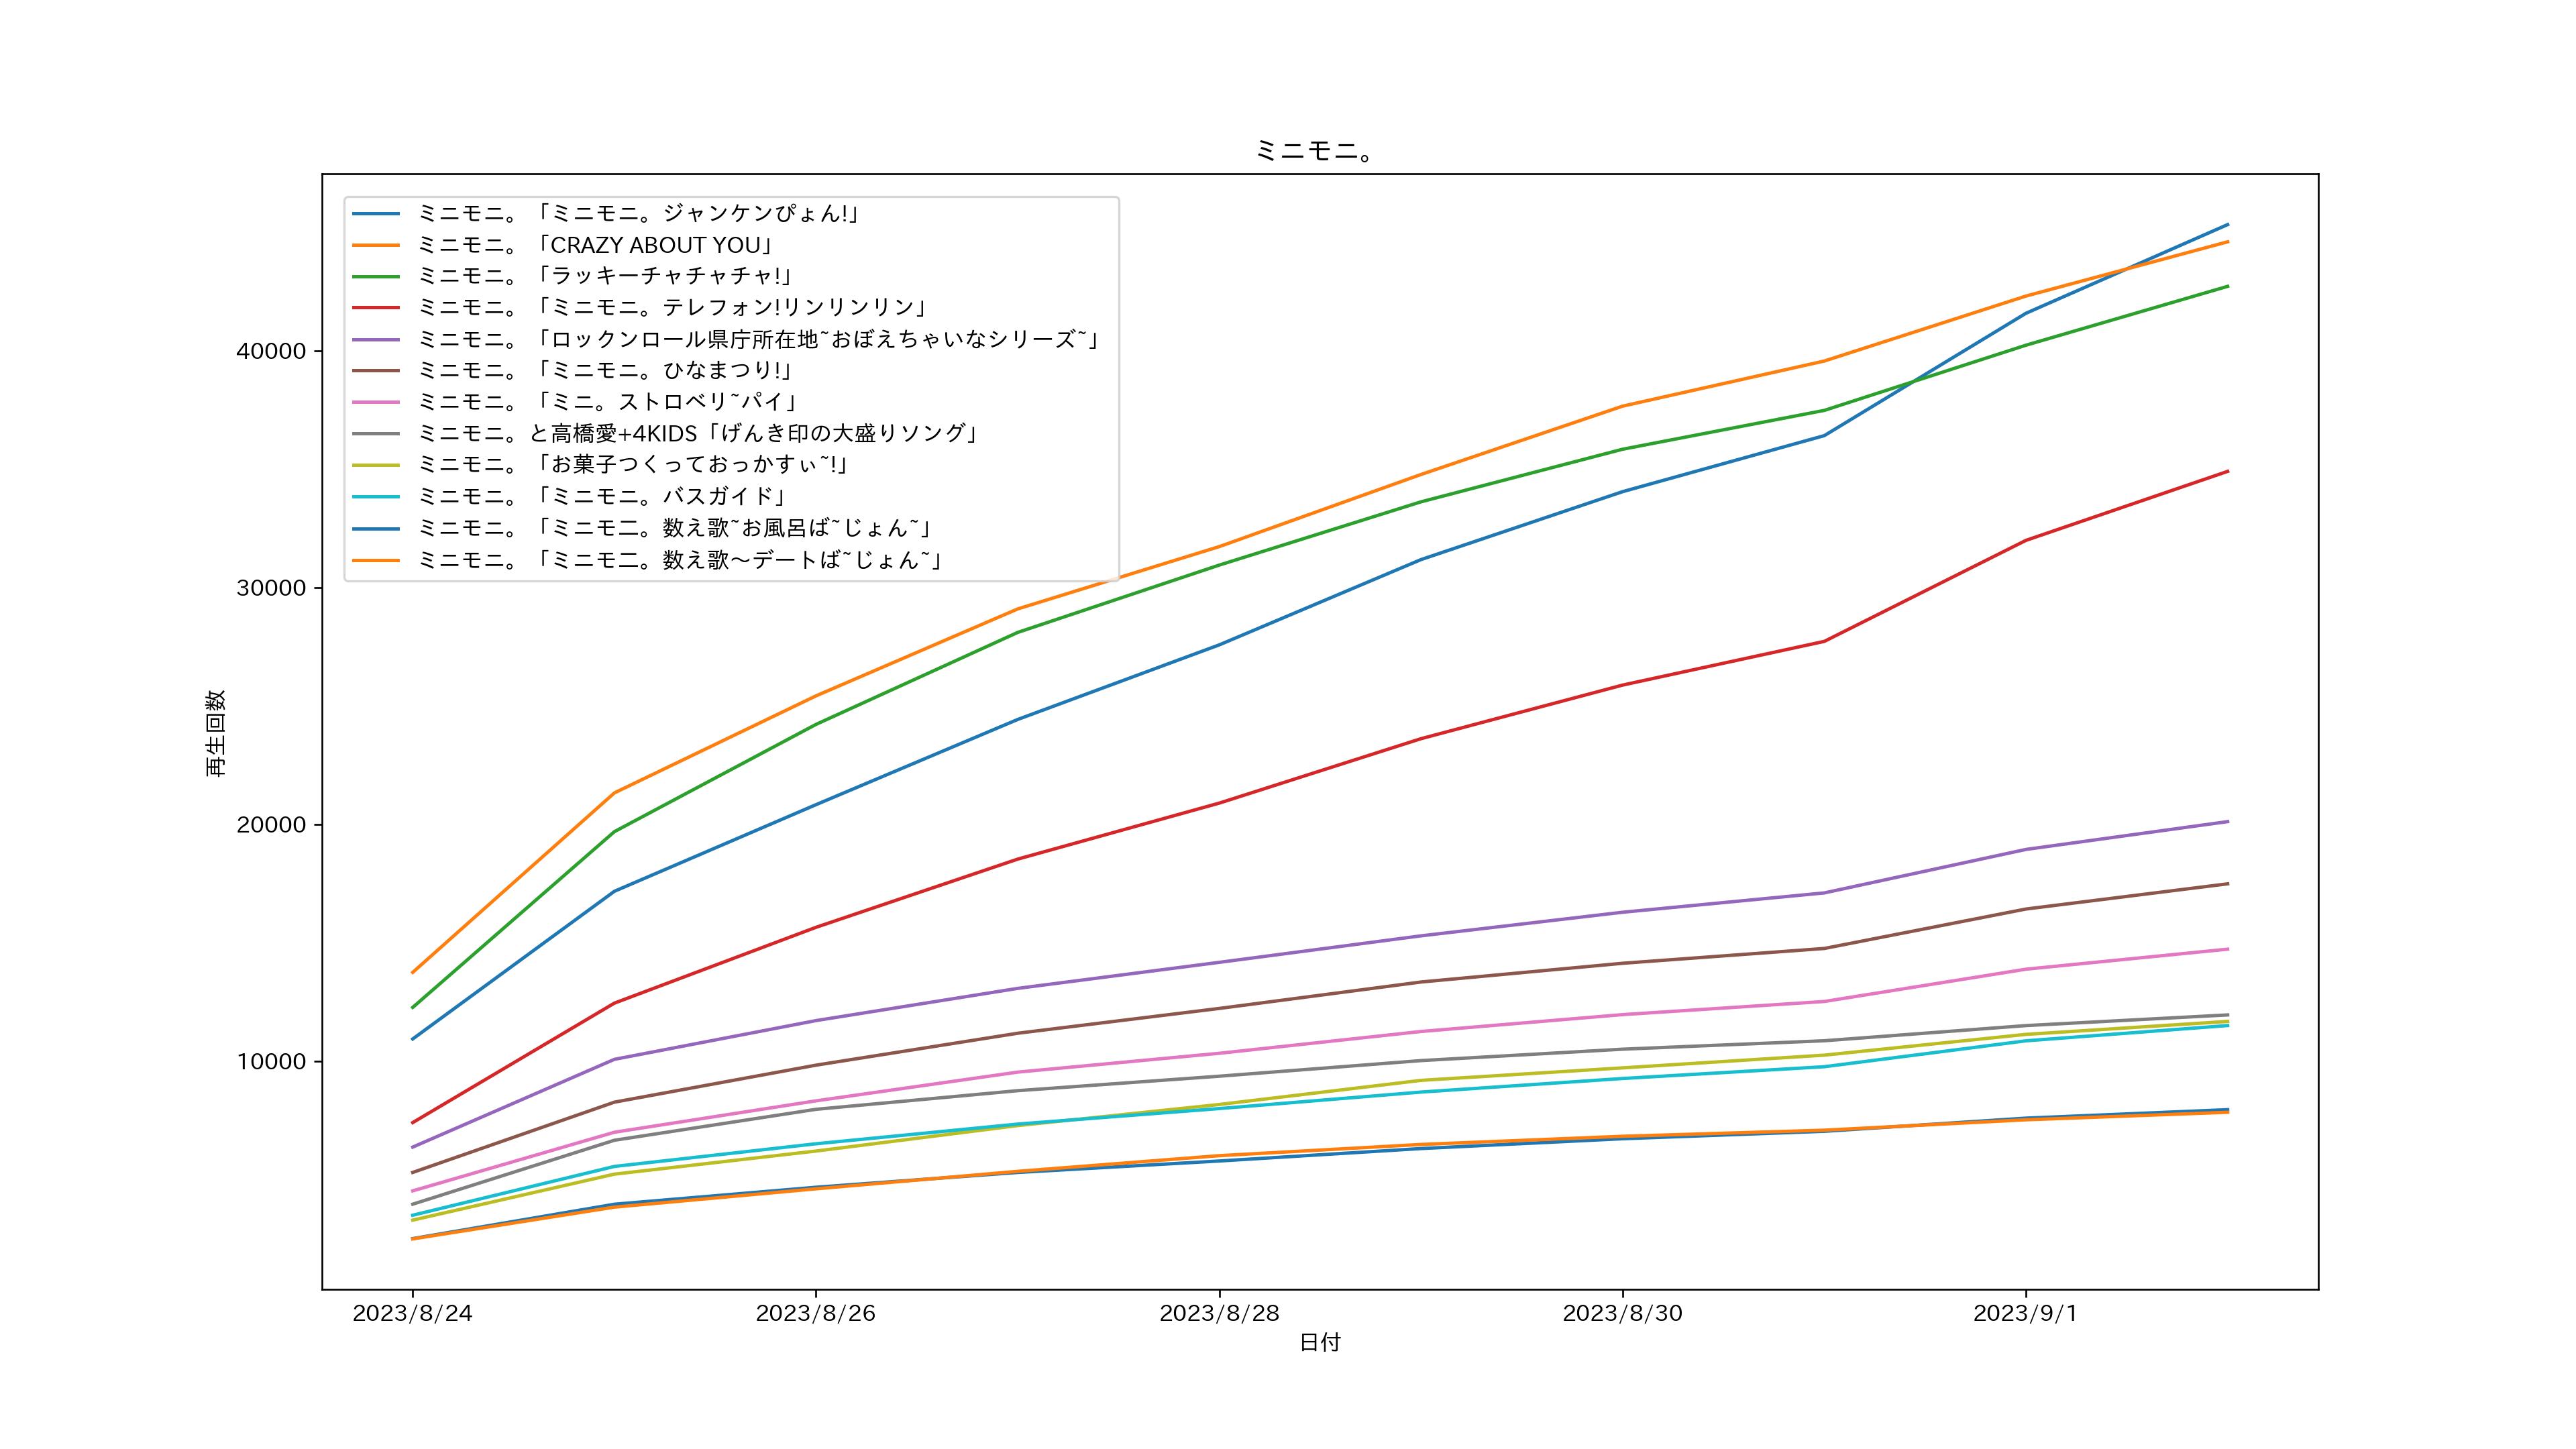 ミニモニ。
ミニモニ。「ミニモニ。ジャンケンぴょん!」
ミニモニ。「CRAZY ABOUT YOU」
ミニモニ。「ラッキーチャチャチャ!」
ミニモニ。「ミニモニ。テレフォン!リンリンリン」
ミニモニ。「ロックンロール県庁所在地~おぼえちゃいなシリーズ~」
ミニモニ。「ミニモニ。ひなまつり!」
ミニモニ。「ミニ。ストロベリ~パイ」
ミニモニ。と高橋愛+4KIDS「げんき印の大盛りソング」
ミニモニ。「お菓子つくっておっかすぃ~!」
ミニモニ。「ミニモニ。バスガイド」
ミニモニ。「ミニモ二。数え歌~お風呂ば~じょん~」
ミニモニ。「ミニモ二。数え歌〜デートば~じょん~」
40000
30000
20000
10000
再生回数
2023/8/24
2023/8/26
2023/8/28
2023/8/30
2023/9/1
日付